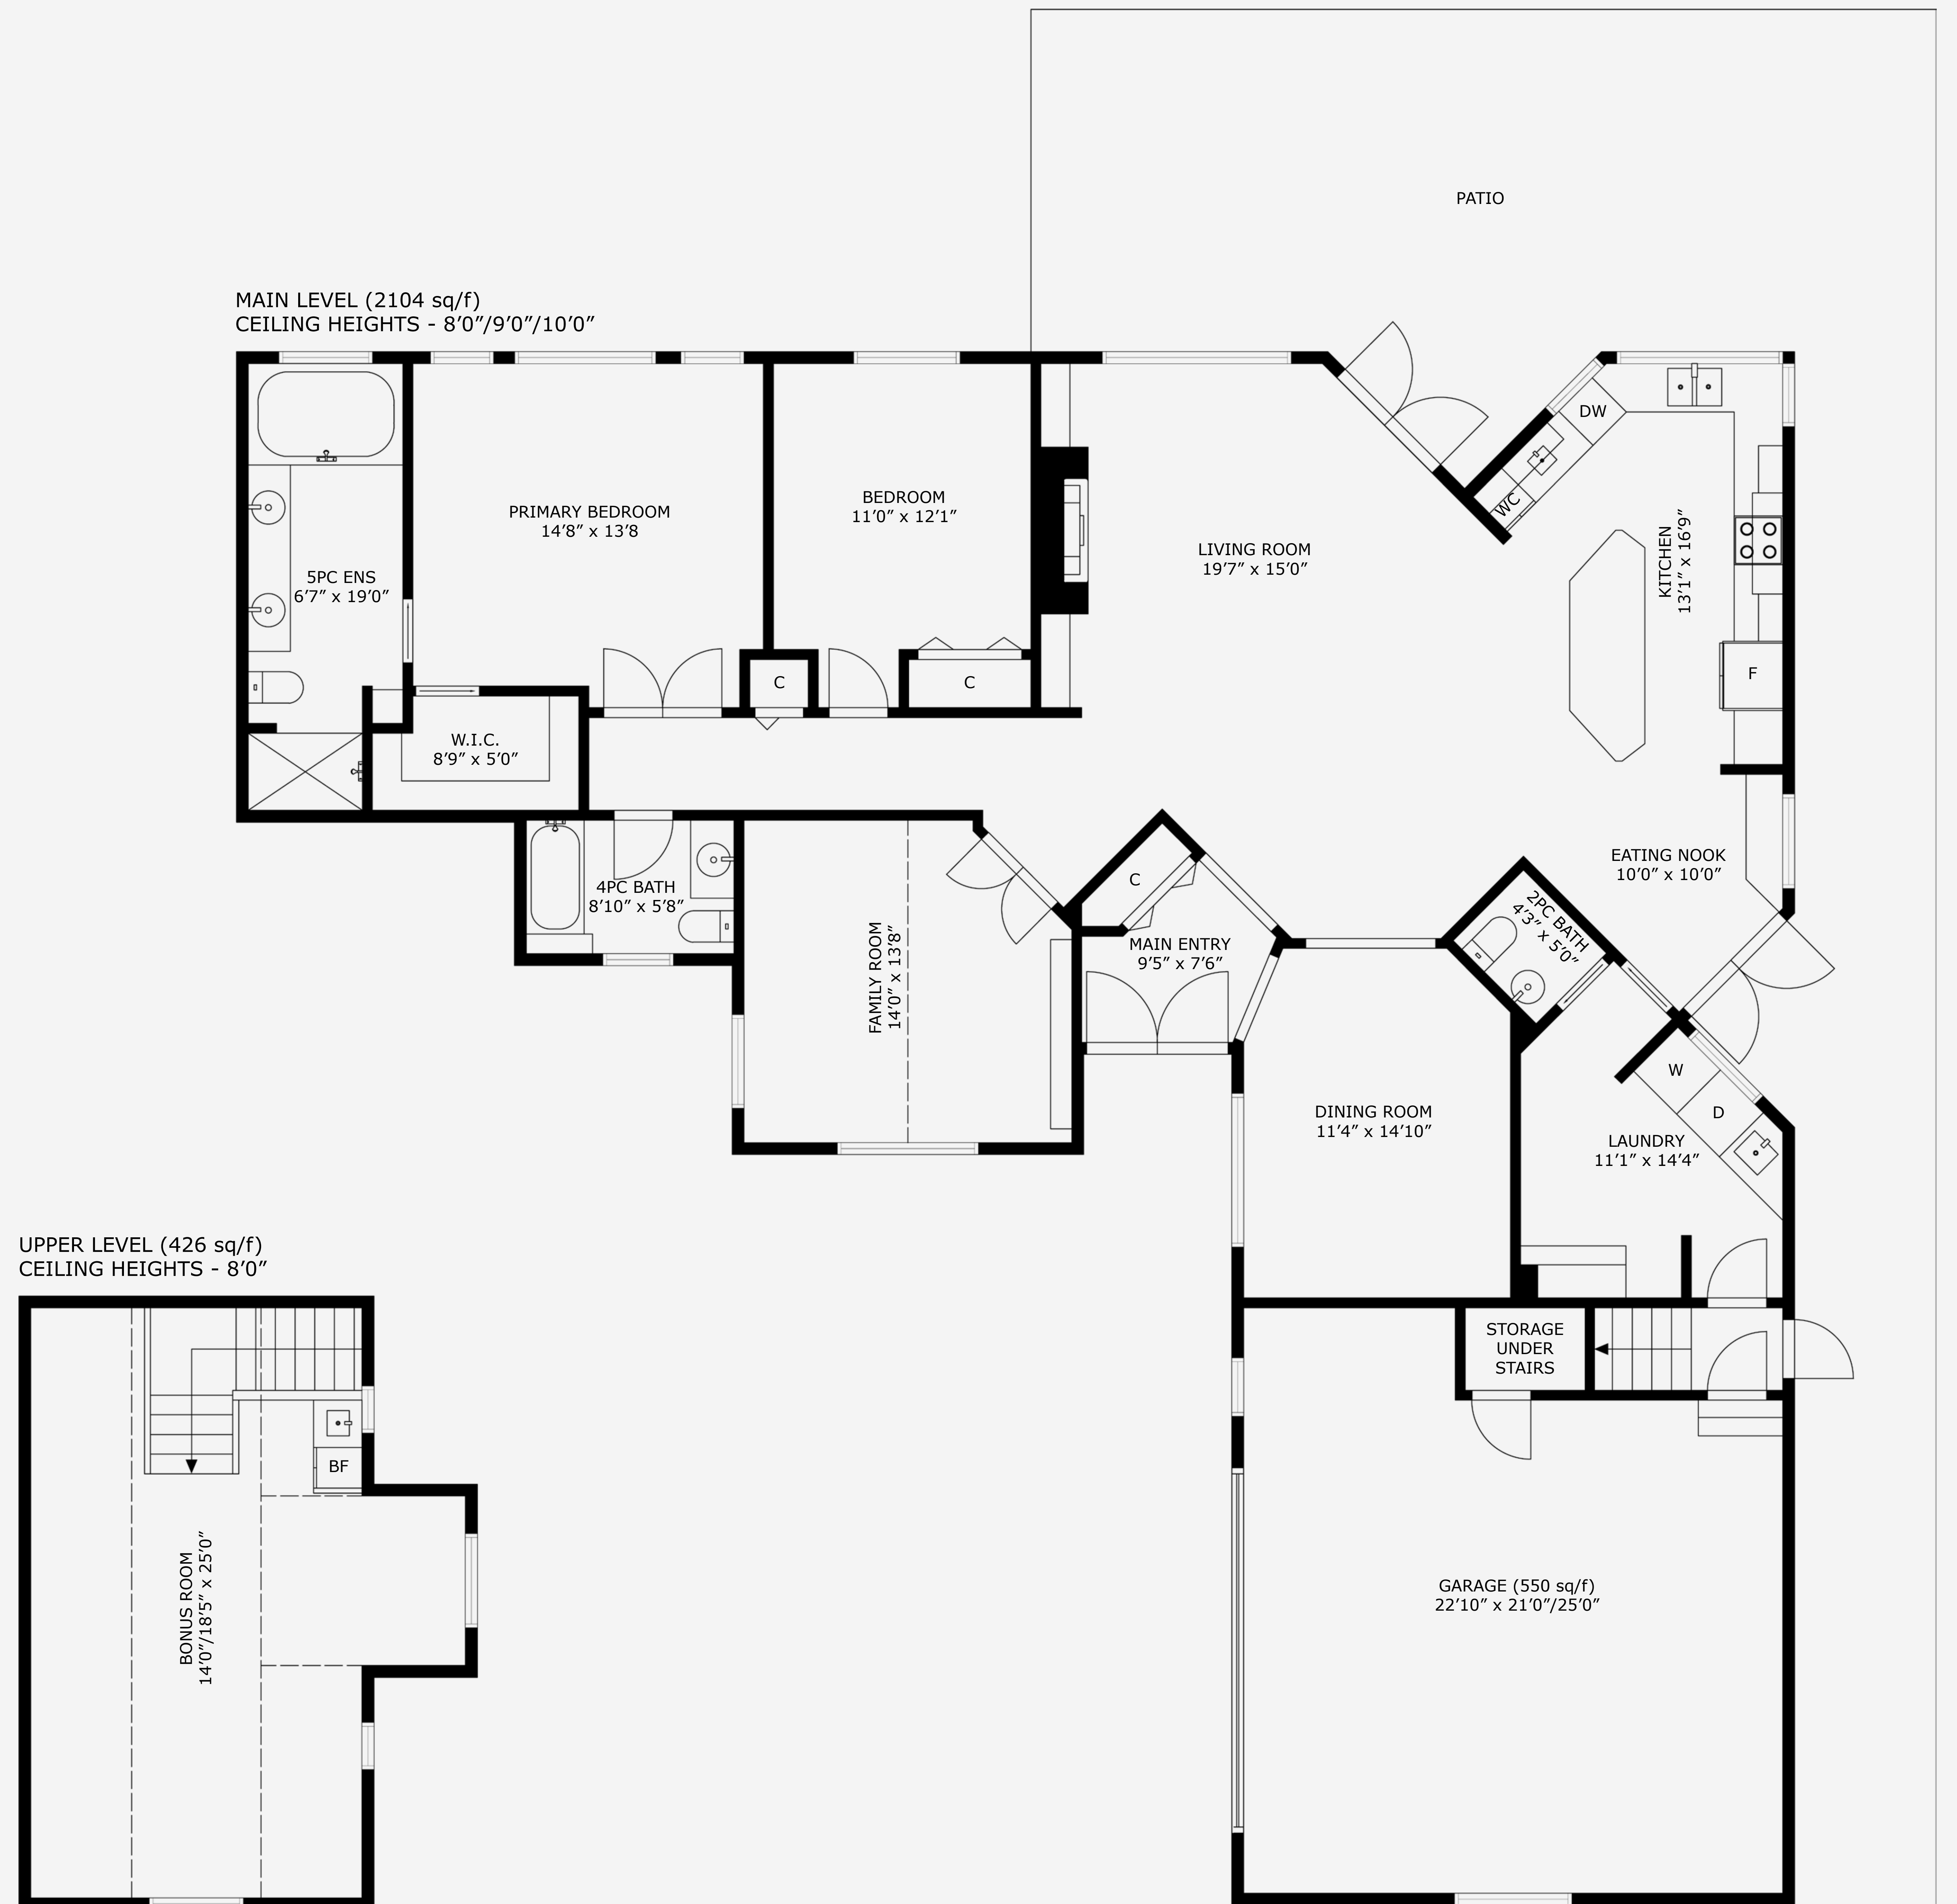 PATIO
MAIN LEVEL (2104 sq/f)
CEILING HEIGHTS - 8’0”/9’0”/10’0”
PRIMARY BEDROOM
14’8” x 13’8
BEDROOM
11’0” x 12’1”
LIVING ROOM
19’7” x 15’0”
DW
WC
KITCHEN
13’1” x 16’9”
F
5PC ENS
6’7” x 19’0”
C
C
W.I.C.
8’9” x 5’0”
4PC BATH
8’10” x 5’8”
FAMILY ROOM
14’0” x 13’8”
C
MAIN ENTRY
9’5” x 7’6”
EATING NOOK
10’0” x 10’0”
2PC BATH
4’3” x 5’0”
DINING ROOM
11’4” x 14’10”
W
D
LAUNDRY
11’1” x 14’4”
STORAGE
UNDER
STAIRS
GARAGE (550 sq/f)
22’10” x 21’0”/25’0”
UPPER LEVEL (426 sq/f)
CEILING HEIGHTS - 8’0”
BF
BONUS ROOM
14’0”/18’5” x 25’0”